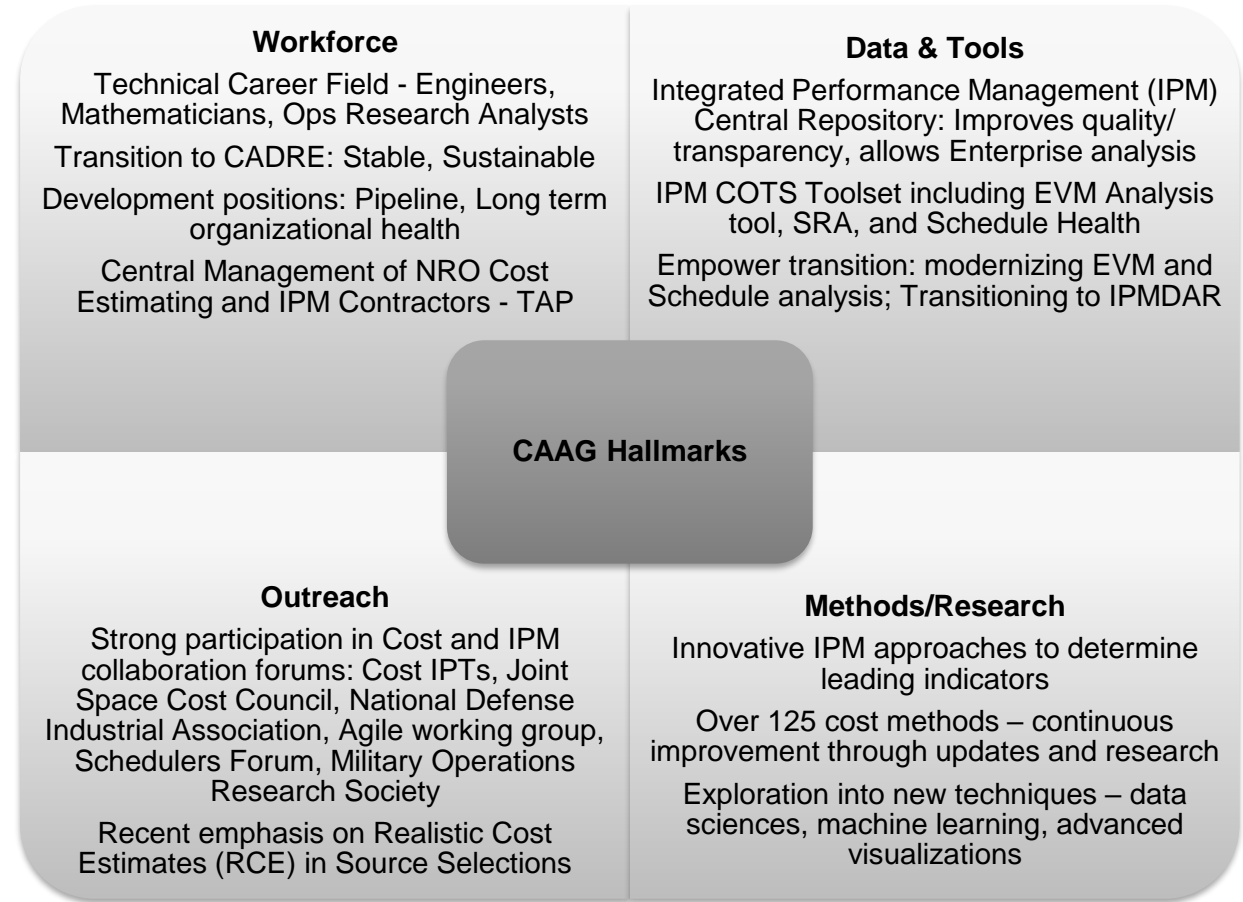 Workforce
Technical Career Field - Engineers,
Mathematicians, Ops Research Analysts
Transition to CADRE: Stable, Sustainable
Development positions: Pipeline, Long term
organizational health
Central Management of NRO Cost
Estimating and IPM Contractors - TAP
Data & Tools
Integrated Performance Management (IPM)
Central Repository: Improves quality/
transparency, allows Enterprise analysis
IPM COTS Toolset including EVM Analysis
tool, SRA, and Schedule Health
Empower transition: modernizing EVM and
Schedule analysis; Transitioning to IPMDAR
CAAG Hallmarks
Outreach
Strong participation in Cost and IPM
collaboration forums: Cost IPTs, Joint
Space Cost Council, National Defense
Industrial Association, Agile working group,
Schedulers Forum, Military Operations
Research Society
Recent emphasis on Realistic Cost
Estimates (RCE) in Source Selections
Methods/Research
Innovative IPM approaches to determine
leading indicators
Over 125 cost methods – continuous
improvement through updates and research
Exploration into new techniques – data
sciences, machine learning, advanced
visualizations